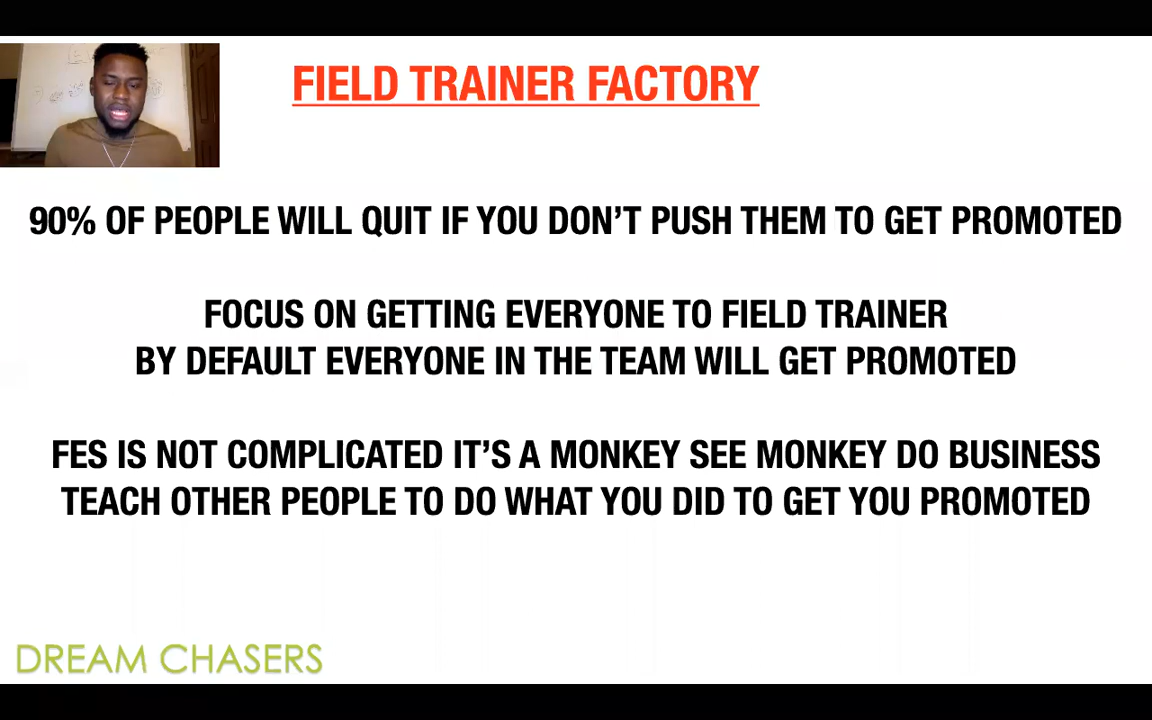 FIELD TRAINER FACTORY
90% OF PEOPLE WILL QUIT IF YOU DON'T PUSH THEM TO GET PROMOTED
FOCUS ON GETTING EVERYONE TO FIELD TRAINER
BY DEFAULT EVERYONE IN THE TEAM WILL GET PROMOTED
FES IS NOT COMPLICATED IT'S A MONKEY SEE MONKEY DO BUSINESS
TEACH OTHER PEOPLE TO DO WHAT YOU DID TO GET YOU PROMOTED
DREAM CHASERS